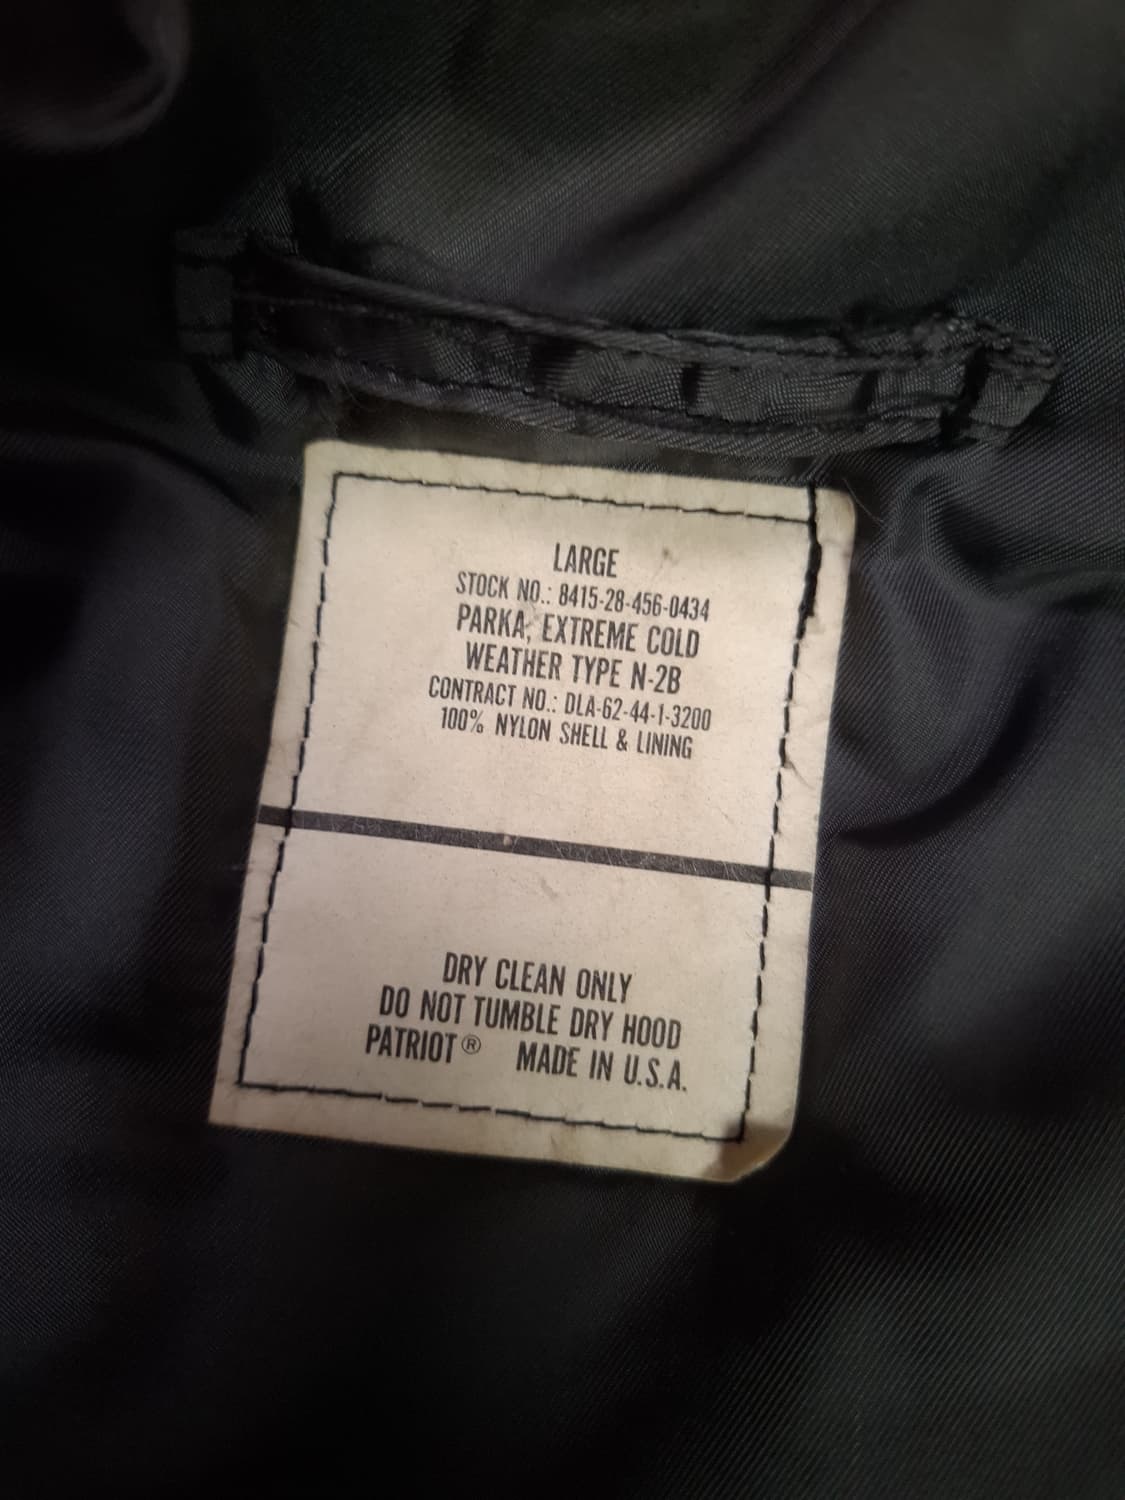 LARGE
STOCK NO.: 8415-28-456-0434
PARKA, EXTREME COLD
WEATHER TYPE N-2B
CONTRACT NO.: DLA-62-44-1-3200
100% NYLON SHELL & LINING
DRY CLEAN ONLY
DO NOT TUMBLE DRY HOOD
PATRIOT® MADE IN U.S.A.